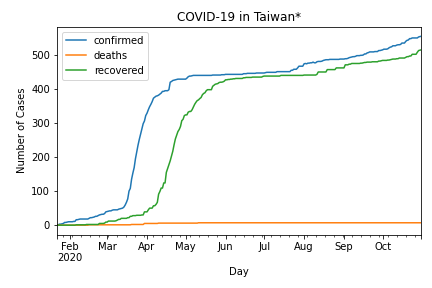 COVID-19 in Taiwan*
confirmed
deaths
recovered
Number of Cases
500
400
300
200
100
0
Feb Mar Apr May Jun Jul Aug Sep Oct
2020
Day